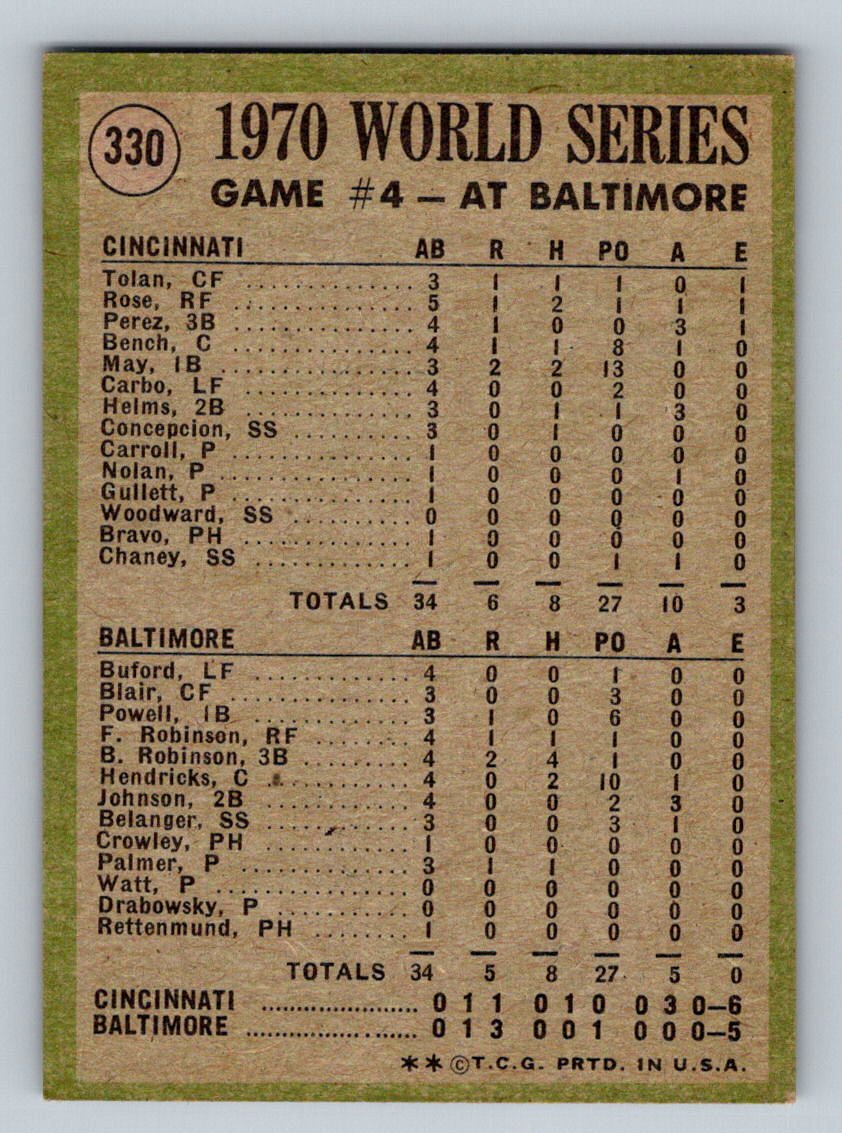 330
1970 WORLD SERIES
GAME #4 – AT BALTIMORE
CINCINNATI AB R H PO A E
Tolan, CF .............. 3 1 1 1 0 1
Rose, RF .............. 5 1 2 1 1 1
Perez, 3B .............. 4 1 0 0 3 1
Bench, C .............. 4 1 1 8 1 0
May, 1B .............. 3 2 2 13 0 0
Carbo, LF .............. 4 0 0 2 0 0
Helms, 2B .............. 3 0 1 1 3 0
Concepcion, SS .......... 3 0 1 0 0 0
Carroll, P .............. 1 0 0 0 0 0
Nolan, P .............. 1 0 0 0 1 0
Gullett, P .............. 1 0 0 0 0 0
Woodward, SS .......... 0 0 0 0 0 0
Bravo, PH .............. 1 0 0 0 0 0
Chaney, SS ............. 1 0 0 1 1 0
TOTALS 34 6 8 27 10 3
BALTIMORE AB R H PO A E
Buford, LF ............. 4 0 0 1 0 0
Blair, CF .............. 3 0 0 3 0 0
Powell, 1B ............. 3 1 0 6 0 0
F. Robinson, RF ........ 4 1 1 1 0 0
B. Robinson, 3B ......... 4 2 4 1 0 0
Hendricks, C ............ 4 0 2 10 1 0
Johnson, 2B ............ 4 0 0 2 3 0
Belanger, SS ............ 3 0 0 3 1 0
Crowley, PH ............ 1 0 0 0 0 0
Palmer, P .............. 3 1 1 0 0 0
Watt, P ................ 0 0 0 0 0 0
Drabowsky, P ........... 0 0 0 0 0 0
Rettenmund, PH ........ 1 0 0 0 0 0
TOTALS 34 5 8 27 5 0
CINCINNATI ...................... 0 1 1 0 1 0 0 3 0–6
BALTIMORE ...................... 0 1 3 0 0 1 0 0 0–5
** ©T.C.G. PRTD. IN U.S.A.